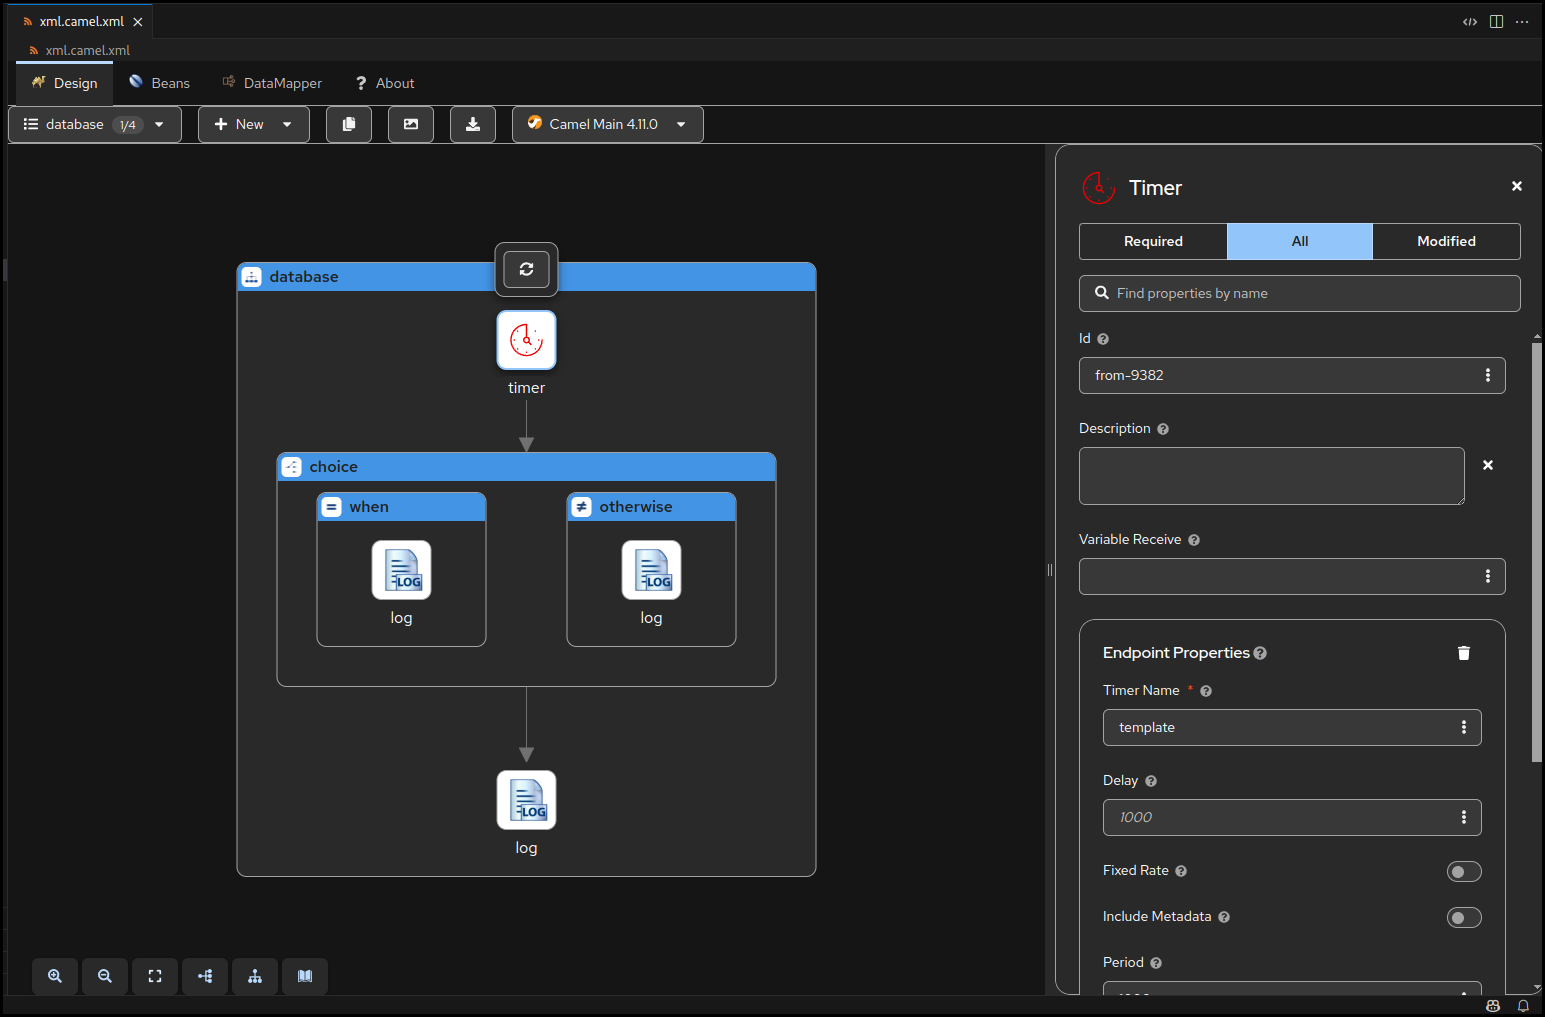 xml.camel.xml
xml.camel.xml
Design Beans DataMapper ? About
database 1/4 New Camel Main 4.11.0
Timer
Required All Modified
Find properties by name
Id
from-9382
Description
Variable Receive
Endpoint Properties
Timer Name *
template
Delay
1000
Fixed Rate
Include Metadata
Period
database
timer
choice
when
otherwise
LOG
log
LOG
log
LOG
log